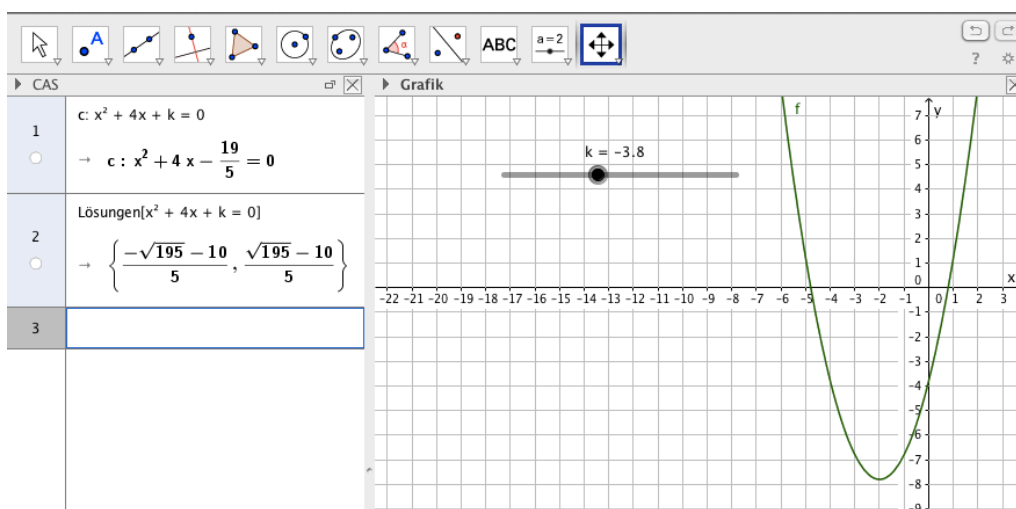 A
α
ABC
a=2
?
CAS
Grafik
1
c: x² + 4x + k = 0
→ c : x² + 4 x − 19/5 = 0
2
Lösungen[x² + 4x + k = 0]
→ {(−√195 − 10)/5 , (√195 − 10)/5}
3
k = −3.8
f
y
x
7
6
5
4
3
2
1
0
-22 -21 -20 -19 -18 -17 -16 -15 -14 -13 -12 -11 -10 -9 -8 -7 -6 -5 -4 -3 -2 -1 0 1 2 3
-1
-2
-3
-4
-5
-6
-7
-8
-9